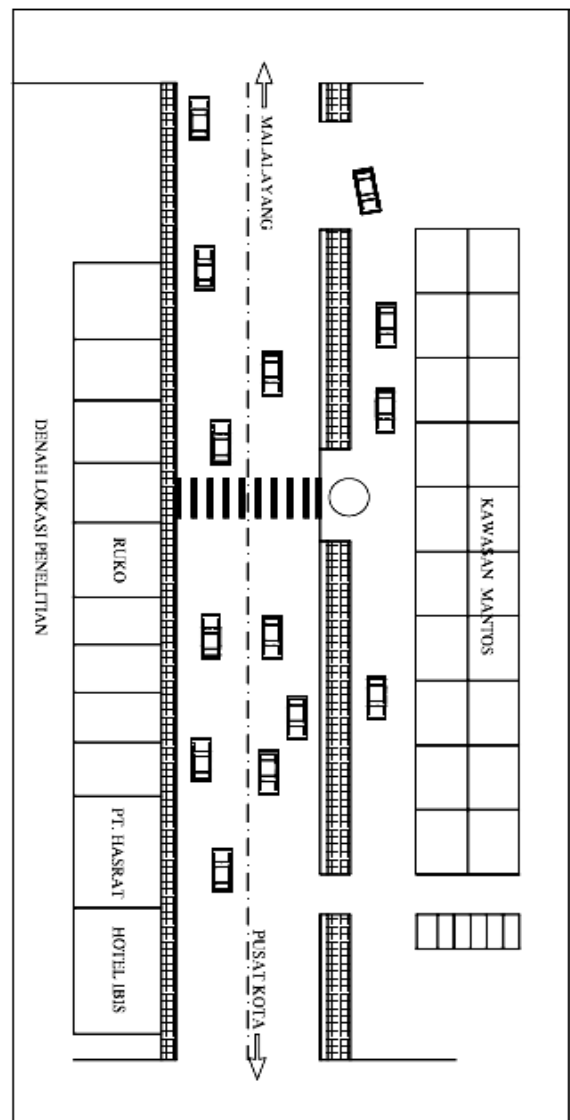 MALALAYANG
KAWASAN MANTOS
DENAH LOKASI PENELITIAN
RUKO
PT. HASRAT
HOTEL IBIS
PUSAT KOTA